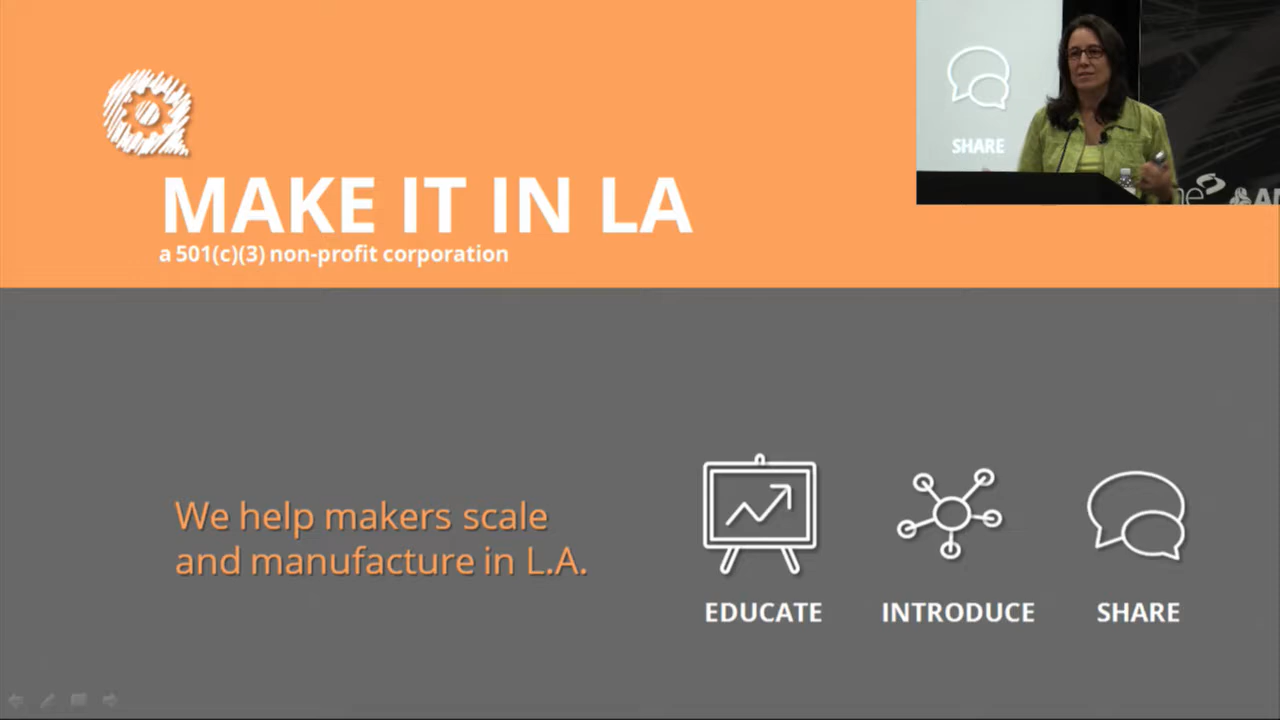 MAKE IT IN LA
a 501(c)(3) non-profit corporation
We help makers scale
and manufacture in L.A.
EDUCATE
INTRODUCE
SHARE
SHARE